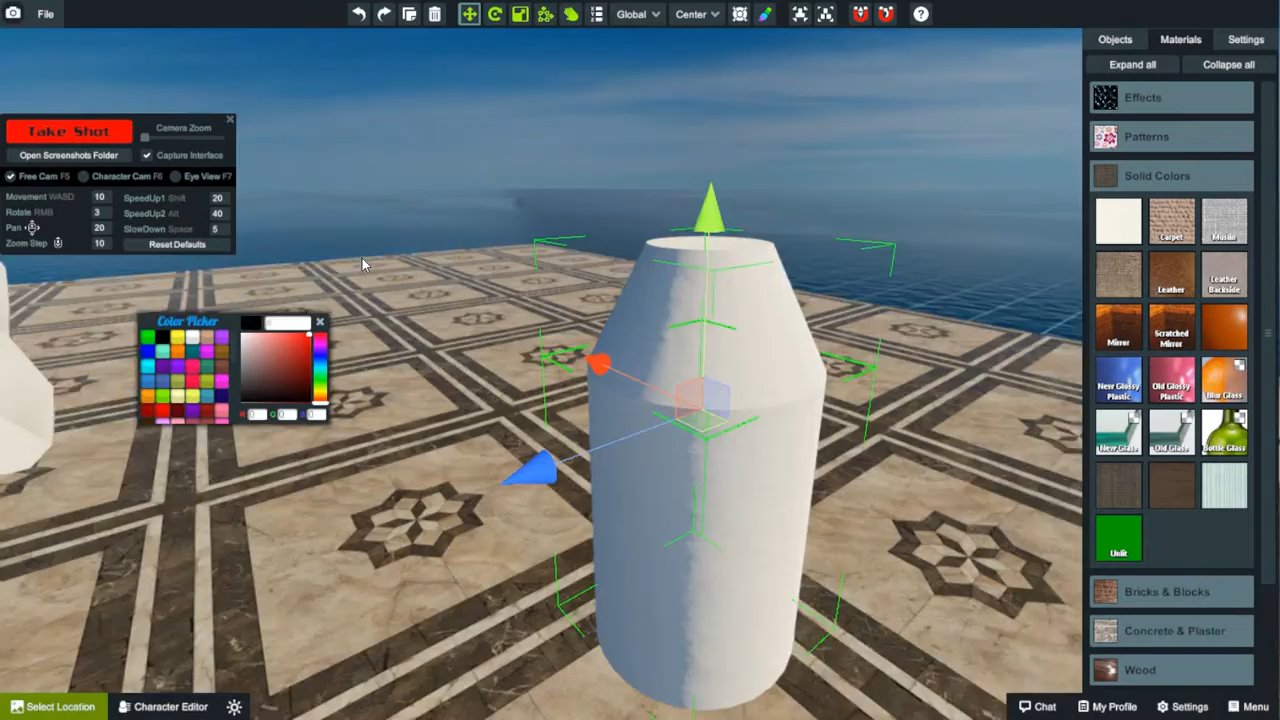 File
Global
Center
Objects
Materials
Settings
Expand all
Collapse all
Effects
Patterns
Solid Colors
Carpet
Muslin
Leather
Leather Backside
Mirror
Scratched Mirror
New Glossy Plastic
Old Glossy Plastic
Blur Glass
New Glass
Old Glass
Bottle Glass
Unlit
Bricks & Blocks
Concrete & Plaster
Wood
Take Shot
Camera Zoom
Open Screenshots Folder
Capture Interface
Free Cam F5
Character Cam F6
Eye View F7
Movement WASD 10
SpeedUp1 Shift 20
Rotate RMB 3
SpeedUp2 Alt 40
Pan 20
SlowDown Space 5
Zoom Step 10
Reset Defaults
Color Picker
R
G
Select Location
Character Editor
Chat
My Profile
Settings
Menu